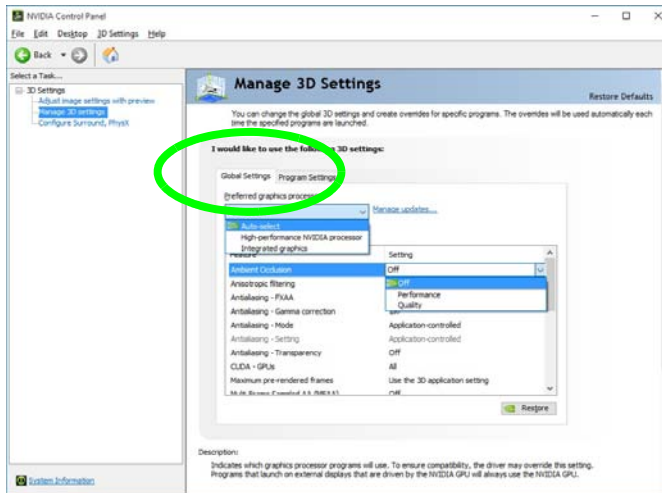 NVIDIA Control Panel
File Edit Desktop 3D Settings Help
Back
Select a Task...
3D Settings
Adjust image settings with preview
Manage 3D settings
Configure Surround, PhysX
Manage 3D Settings
Restore Defaults
You can change the global 3D settings and create overrides for specific programs. The overrides will be used automatically each
time the specified programs are launched.
I would like to use the following 3D settings:
Global Settings Program Settings
Preferred graphics processor
Manage updates...
Auto-select
High-performance NVIDIA processor
Integrated graphics
Feature Setting
Ambient Occlusion Off
Anisotropic filtering Off
Antialiasing - FXAA Performance
Quality
Antialiasing - Gamma correction On
Antialiasing - Mode Application-controlled
Antialiasing - Setting Application-controlled
Antialiasing - Transparency Off
CUDA - GPUs All
Maximum pre-rendered frames Use the 3D application setting
Multi-Frame Sampled AA (MFAA) Off
Restore
Description:
Indicates which graphics processor programs will use. To ensure compatibility, the driver may override this setting.
Programs that launch on external displays that are driven by the NVIDIA GPU will always use the NVIDIA GPU.
System Information